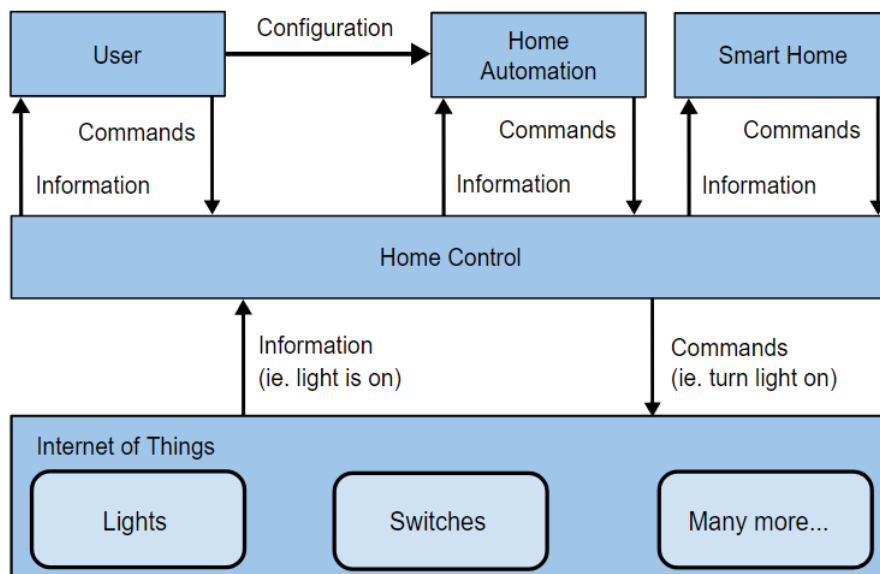 User
Configuration
Home
Automation
Smart Home
Commands
Information
Commands
Information
Commands
Information
Home Control
Information
(ie. light is on)
Commands
(ie. turn light on)
Internet of Things
Lights
Switches
Many more...